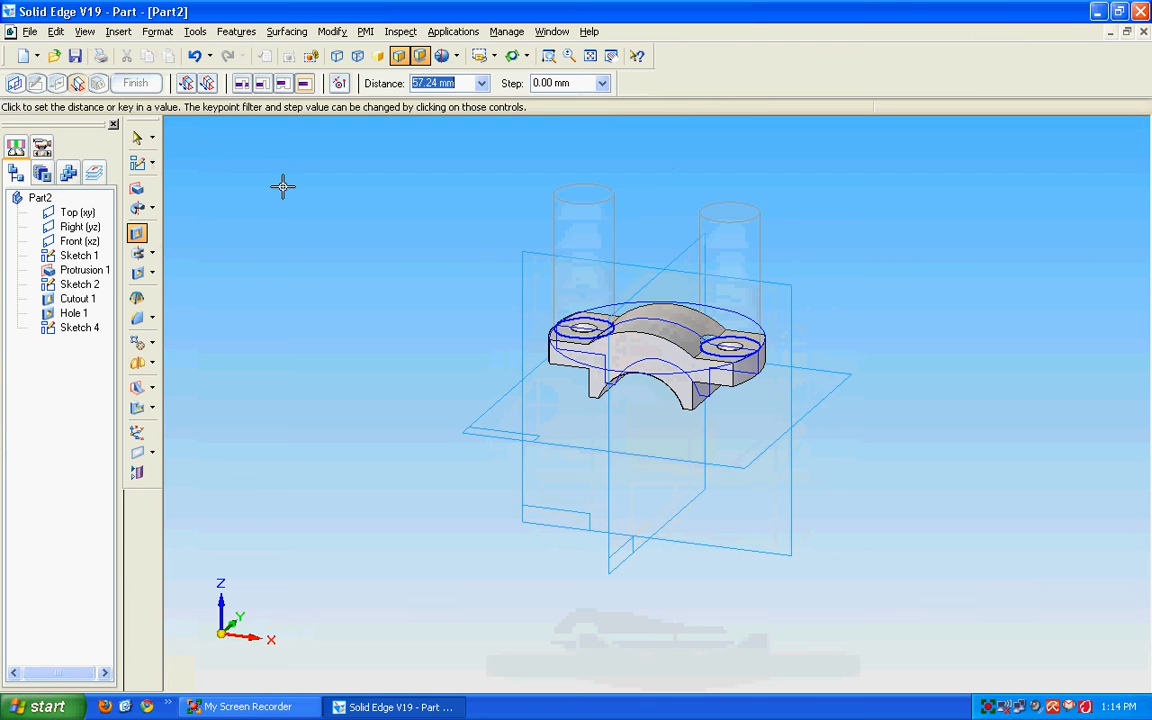 Solid Edge V19 - Part - [Part2]
File Edit View Insert Format Tools Features Surfacing Modify PMI Inspect Applications Manage Window Help
Finish Distance: 57.24 mm Step: 0.00 mm
Click to set the distance or key in a value. The keypoint filter and step value can be changed by clicking on those controls.
Part2
Top (xy)
Right (yz)
Front (xz)
Sketch 1
Protrusion 1
Sketch 2
Cutout 1
Hole 1
Sketch 4
Z
Y
X
start My Screen Recorder Solid Edge V19 - Part ... 1:14 PM